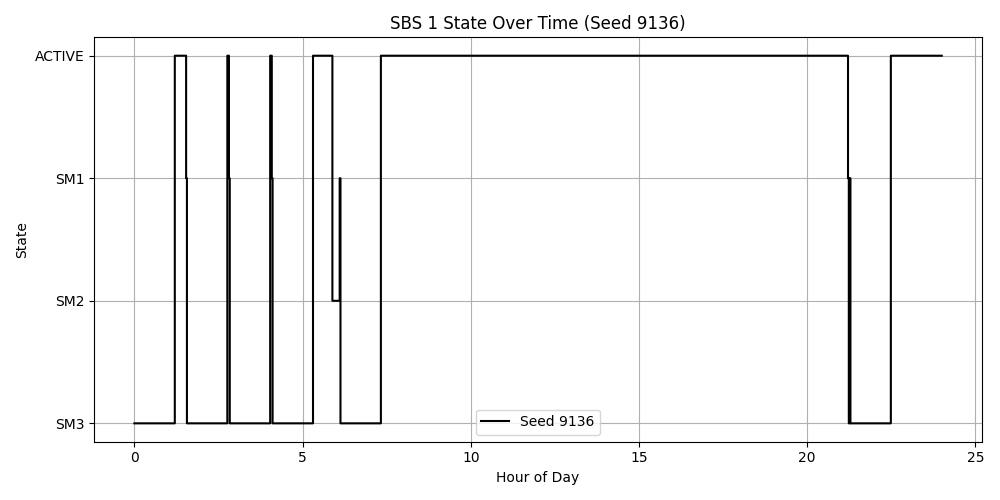 SBS 1 State Over Time (Seed 9136)
ACTIVE
SM1
SM2
SM3
State
Seed 9136
0 5 10 15 20 25
Hour of Day